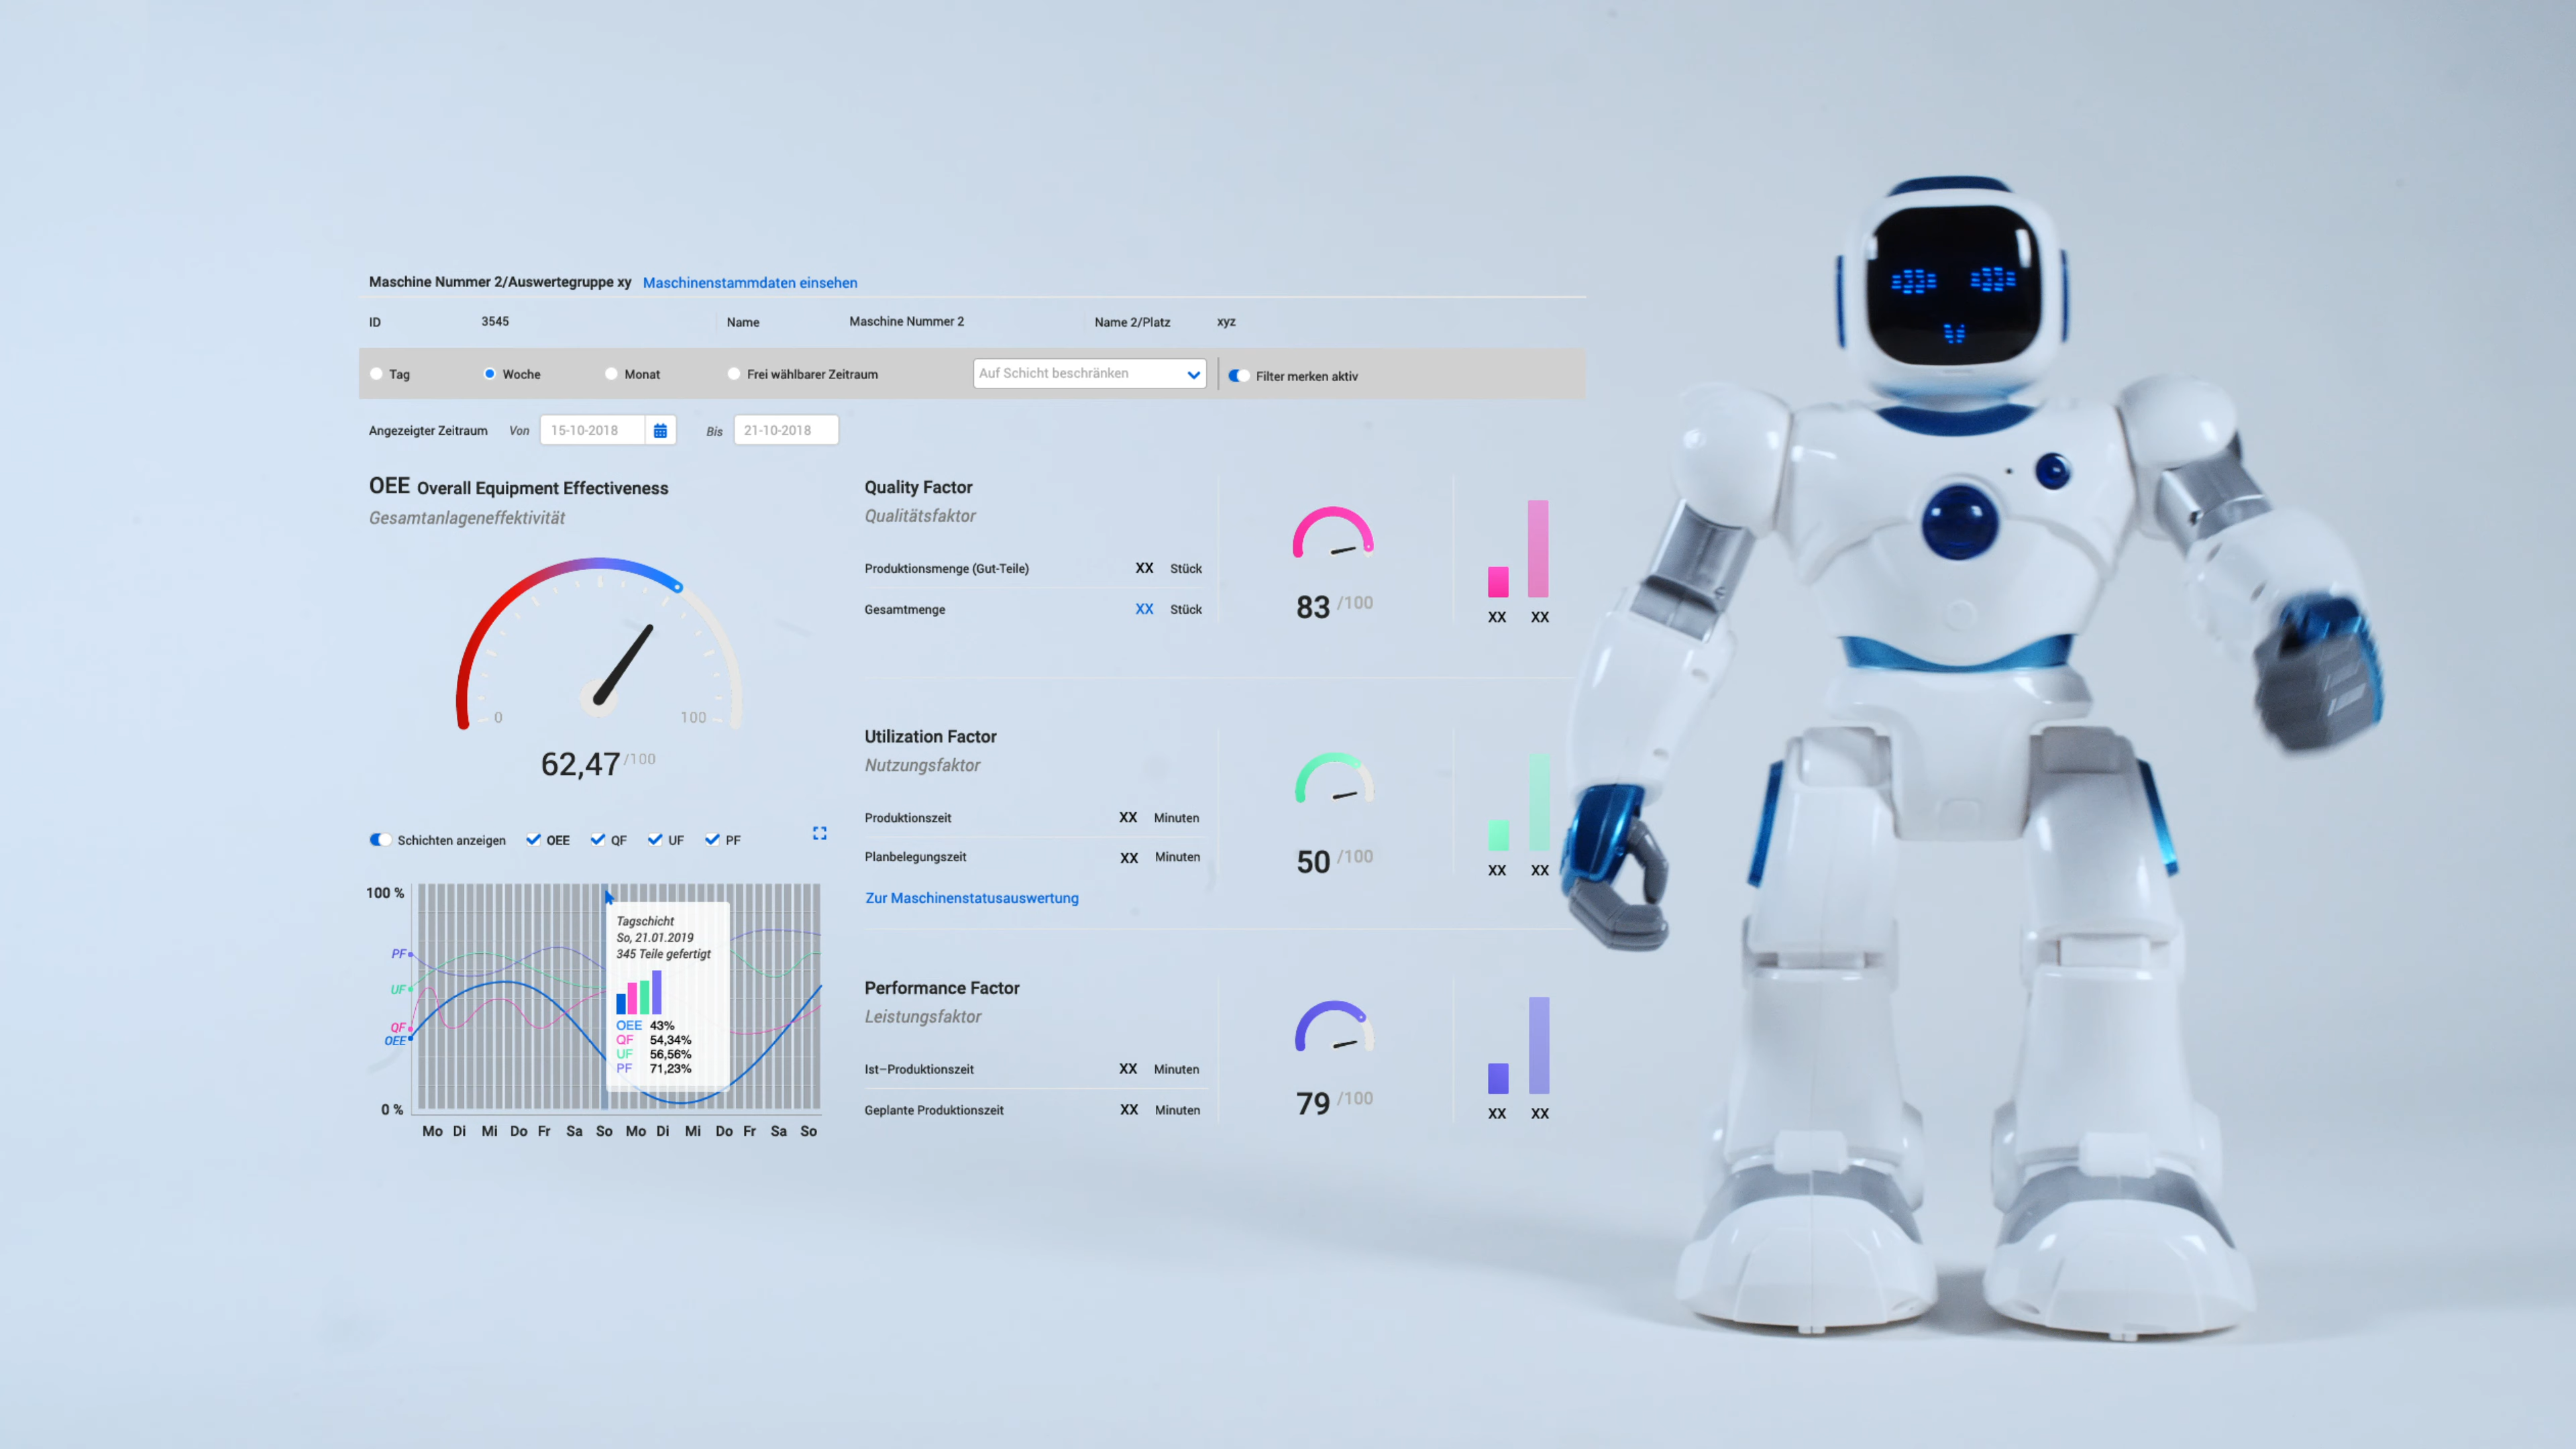 Maschine Nummer 2/Auswertegruppe xy Maschinenstammdaten einsehen
ID 3545 Name Maschine Nummer 2 Name 2/Platz xyz
Tag Woche Monat Frei wählbarer Zeitraum Auf Schicht beschränken Filter merken aktiv
Angezeigter Zeitraum Von 15-10-2018 Bis 21-10-2018
OEE Overall Equipment Effectiveness
Gesamtanlageneffektivität
0 100
62,47 /100
Schichten anzeigen OEE QF UF PF
100 %
PF
UF
QF
OEE
0 %
Tagschicht
So, 21.01.2019
345 Teile gefertigt
OEE 43%
QF 54,34%
UF 56,56%
PF 71,23%
Mo Di Mi Do Fr Sa So Mo Di Mi Do Fr Sa So
Quality Factor
Qualitätsfaktor
Produktionsmenge (Gut-Teile) XX Stück
Gesamtmenge XX Stück
83 /100
XX XX
Utilization Factor
Nutzungsfaktor
Produktionszeit XX Minuten
Planbelegungszeit XX Minuten
Zur Maschinenstatusauswertung
50 /100
XX XX
Performance Factor
Leistungsfaktor
Ist–Produktionszeit XX Minuten
Geplante Produktionszeit XX Minuten
79 /100
XX XX